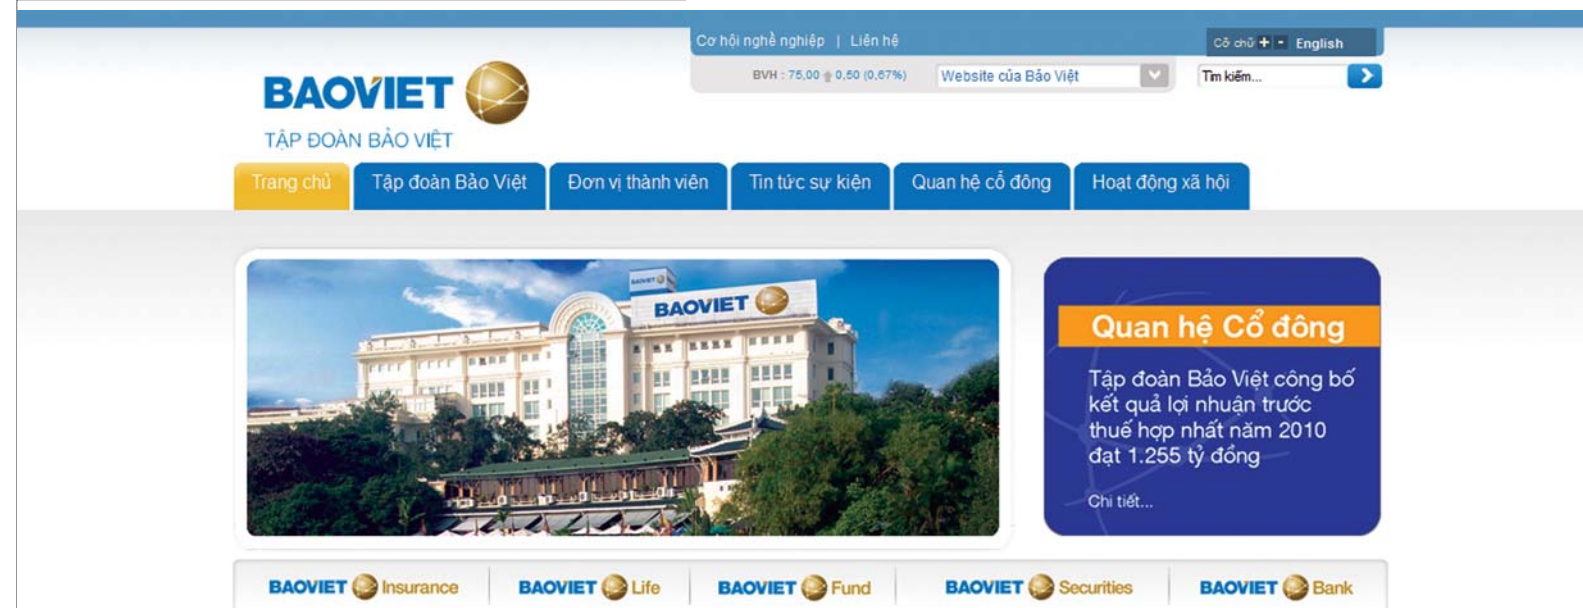 Cơ hội nghề nghiệp | Liên hệ
Cỡ chữ + - English
BVH : 75,00 0,50 (0,67%)
Website của Bảo Việt
Tìm kiếm...
BAOVIET
TẬP ĐOÀN BẢO VIỆT
Trang chủ
Tập đoàn Bảo Việt
Đơn vị thành viên
Tin tức sự kiện
Quan hệ cổ đông
Hoạt động xã hội
BAOVIET
BAOVIET
Quan hệ Cổ đông
Tập đoàn Bảo Việt công bố
kết quả lợi nhuận trước
thuế hợp nhất năm 2010
đạt 1.255 tỷ đồng
Chi tiết...
BAOVIET Insurance
BAOVIET Life
BAOVIET Fund
BAOVIET Securities
BAOVIET Bank